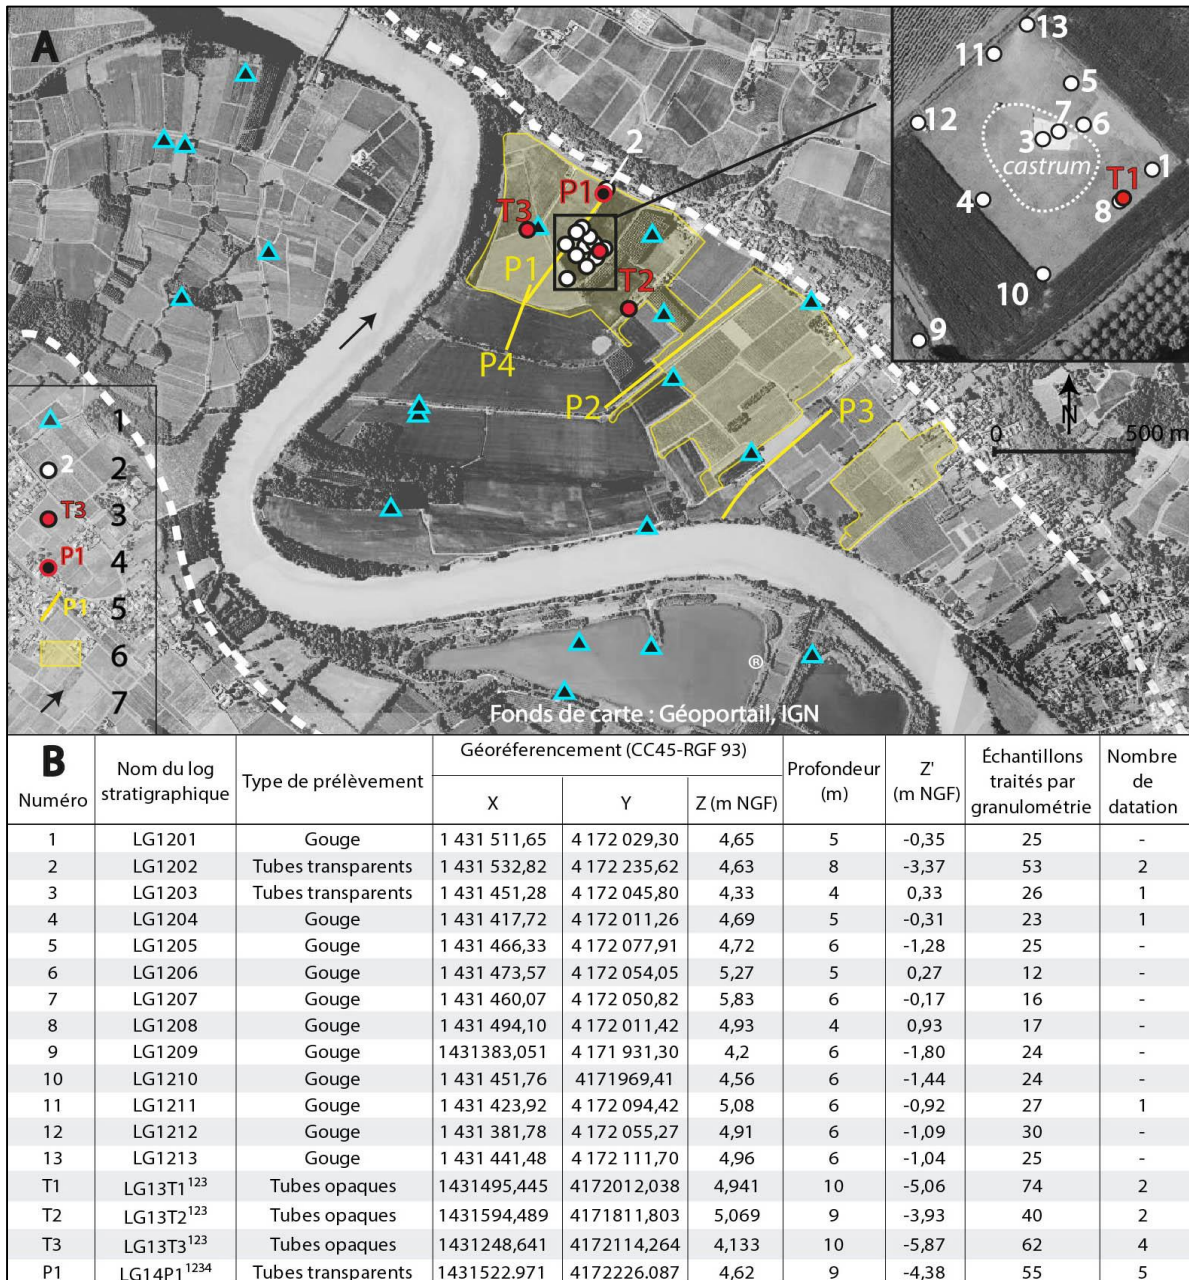 A
13
11
5
12
7
6
3
castrum
1
T1
4
8
10
9
2
P1
T3
P1
T2
P4
P2
P3
N
0 500 m
1
2 2
T3 3
P1 4
P1 5
6
7
®
Fonds de carte : Géoportail, IGN
B
Numéro Nom du log stratigraphique Type de prélèvement Géoréferencement (CC45-RGF 93) X Y Z (m NGF) Profondeur (m) Z' (m NGF) Échantillons traités par granulométrie Nombre de datation
1 LG1201 Gouge 1 431 511,65 4 172 029,30 4,65 5 -0,35 25 -
2 LG1202 Tubes transparents 1 431 532,82 4 172 235,62 4,63 8 -3,37 53 2
3 LG1203 Tubes transparents 1 431 451,28 4 172 045,80 4,33 4 0,33 26 1
4 LG1204 Gouge 1 431 417,72 4 172 011,26 4,69 5 -0,31 23 1
5 LG1205 Gouge 1 431 466,33 4 172 077,91 4,72 6 -1,28 25 -
6 LG1206 Gouge 1 431 473,57 4 172 054,05 5,27 5 0,27 12 -
7 LG1207 Gouge 1 431 460,07 4 172 050,82 5,83 6 -0,17 16 -
8 LG1208 Gouge 1 431 494,10 4 172 011,42 4,93 4 0,93 17 -
9 LG1209 Gouge 1431383,051 4 171 931,30 4,2 6 -1,80 24 -
10 LG1210 Gouge 1 431 451,76 4171969,41 4,56 6 -1,44 24 -
11 LG1211 Gouge 1 431 423,92 4 172 094,42 5,08 6 -0,92 27 1
12 LG1212 Gouge 1 431 381,78 4 172 055,27 4,91 6 -1,09 30 -
13 LG1213 Gouge 1 431 441,48 4 172 111,70 4,96 6 -1,04 25 -
T1 LG13T1¹²³ Tubes opaques 1431495,445 4172012,038 4,941 10 -5,06 74 2
T2 LG13T2¹²³ Tubes opaques 1431594,489 4171811,803 5,069 9 -3,93 40 2
T3 LG13T3¹²³ Tubes opaques 1431248,641 4172114,264 4,133 10 -5,87 62 4
P1 LG14P1¹²³⁴ Tubes transparents 1431522.971 4172226.087 4,62 9 -4,38 55 5